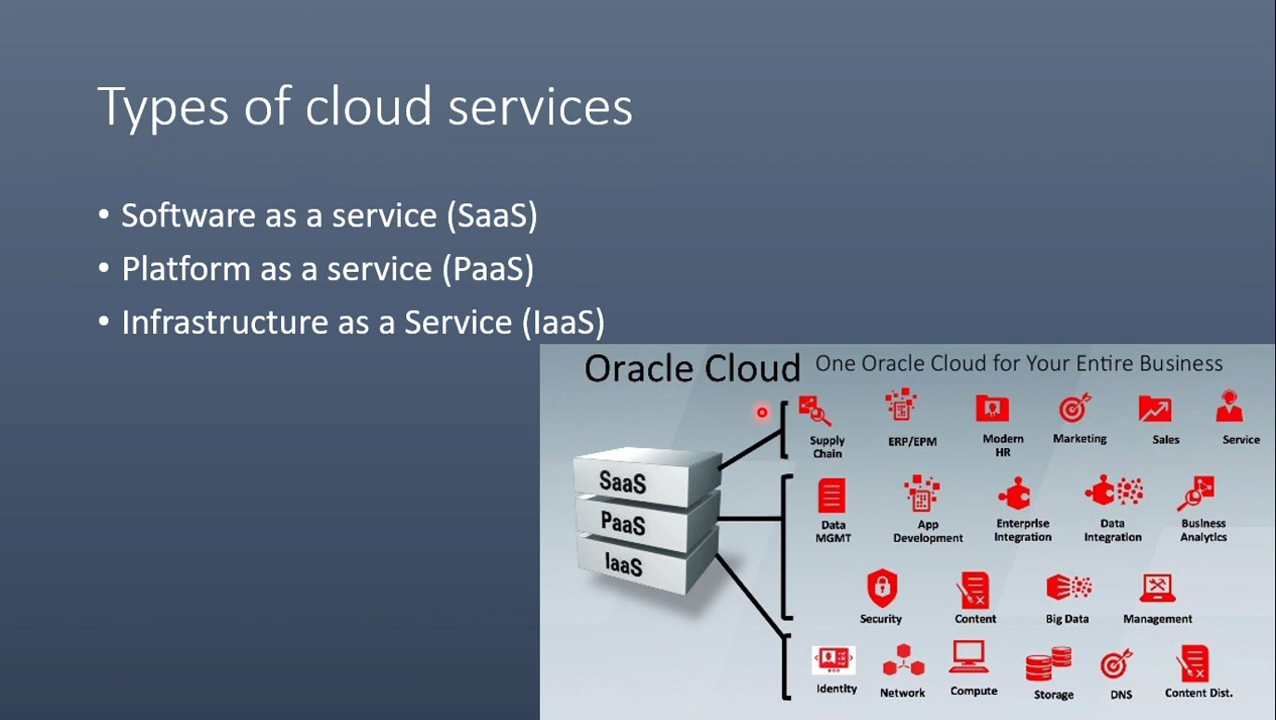 Types of cloud services
• Software as a service (SaaS)
• Platform as a service (PaaS)
• Infrastructure as a Service (IaaS)
Oracle Cloud One Oracle Cloud for Your Entire Business
Supply
Chain
ERP/EPM
Modern
HR
Marketing
Sales
Service
SaaS
PaaS
IaaS
Data
MGMT
App
Development
Enterprise
Integration
Data
Integration
Business
Analytics
Security
Content
Big Data
Management
Identity
Network
Compute
Storage
DNS
Content Dist.